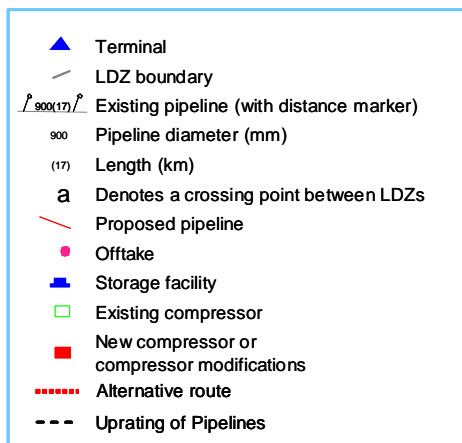 Terminal
LDZ boundary
900(17) Existing pipeline (with distance marker)
900 Pipeline diameter (mm)
(17) Length (km)
a Denotes a crossing point between LDZs
Proposed pipeline
Offtake
Storage facility
Existing compressor
New compressor or
compressor modifications
Alternative route
Uprating of Pipelines